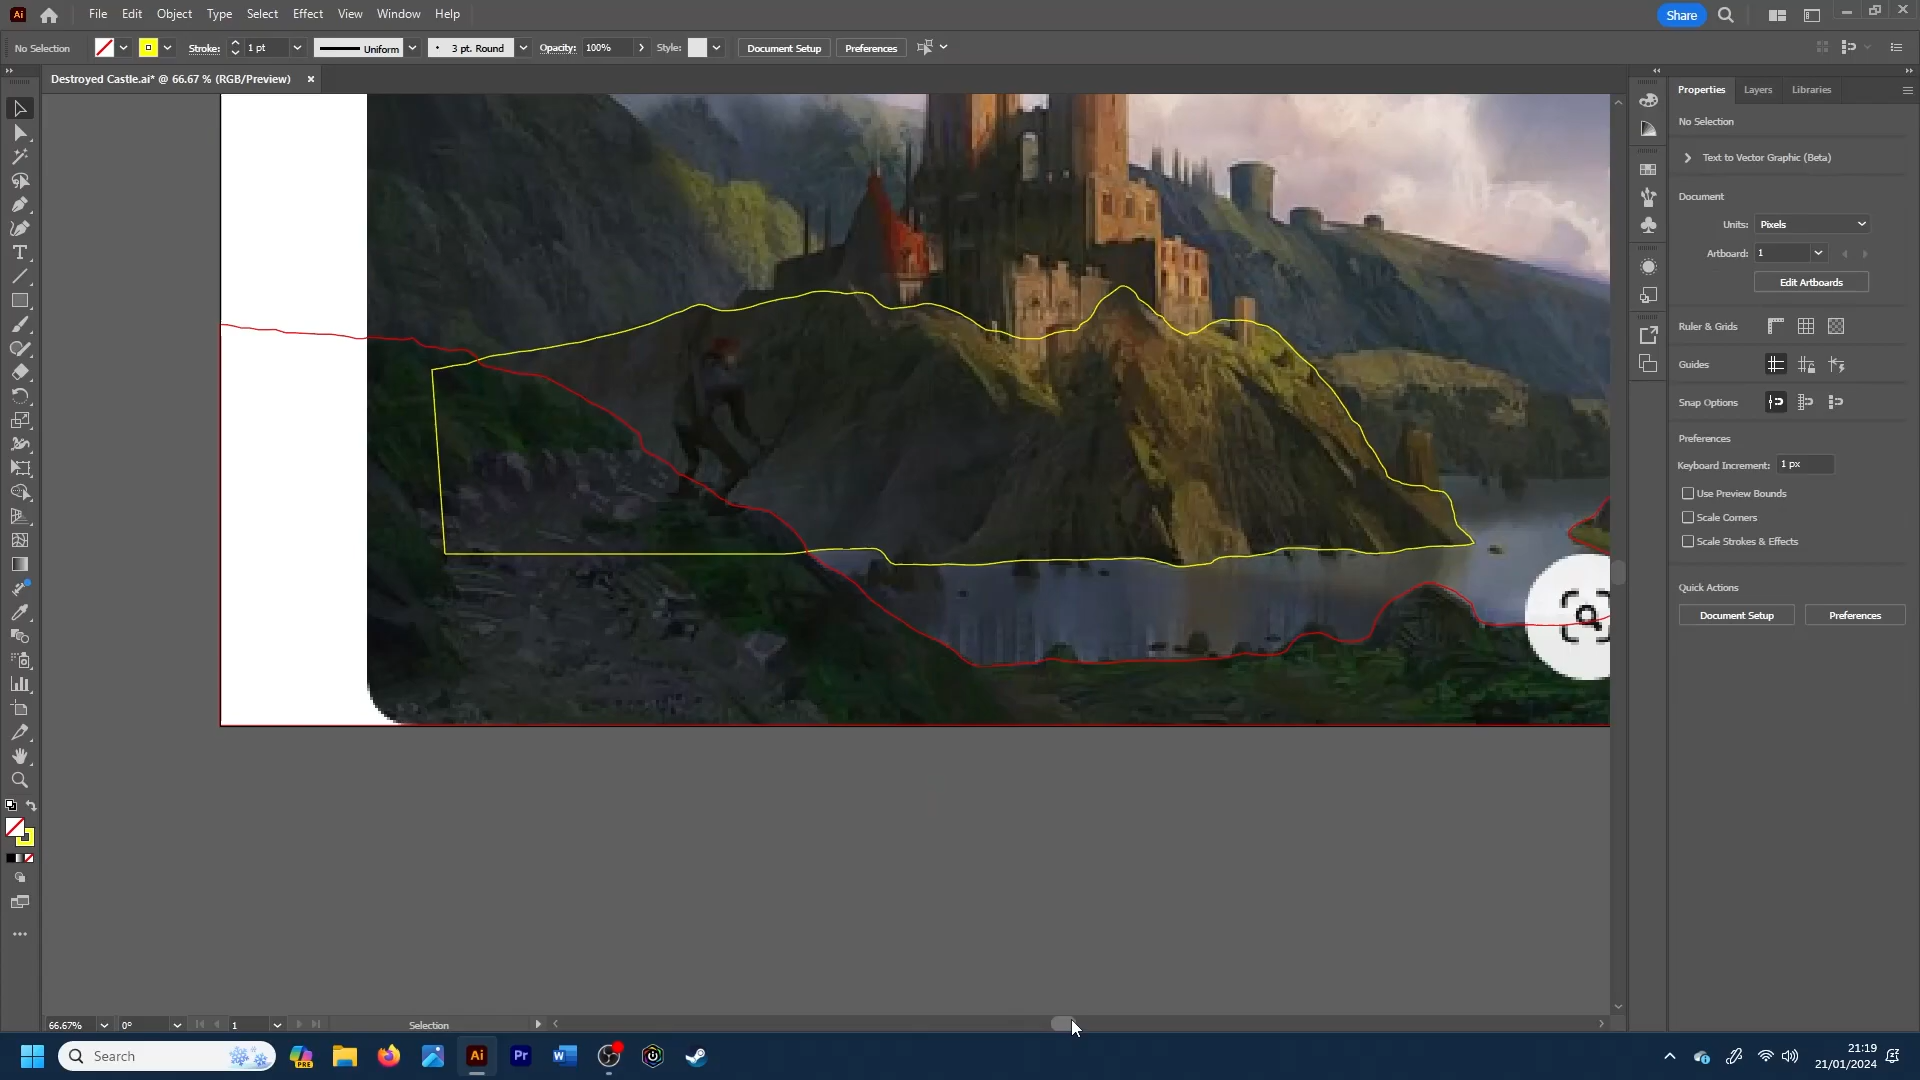 Ai File Edit Object Type Select Effect View Window Help Share
No Selection Stroke: 1 pt Uniform 3 pt. Round Opacity: 100% Style: Document Setup Preferences
Destroyed Castle.ai* @ 66.67 % (RGB/Preview)
Properties Layers Libraries
No Selection
Text to Vector Graphic (Beta)
Document
Units: Pixels
Artboard: 1
Edit Artboards
Ruler & Grids
Guides
Snap Options
Preferences
Keyboard Increment: 1 px
Use Preview Bounds
Scale Corners
Scale Strokes & Effects
Quick Actions
Document Setup Preferences
66.67% 0° 1 Selection
Search PRE Ai Pr W 21:19
21/01/2024